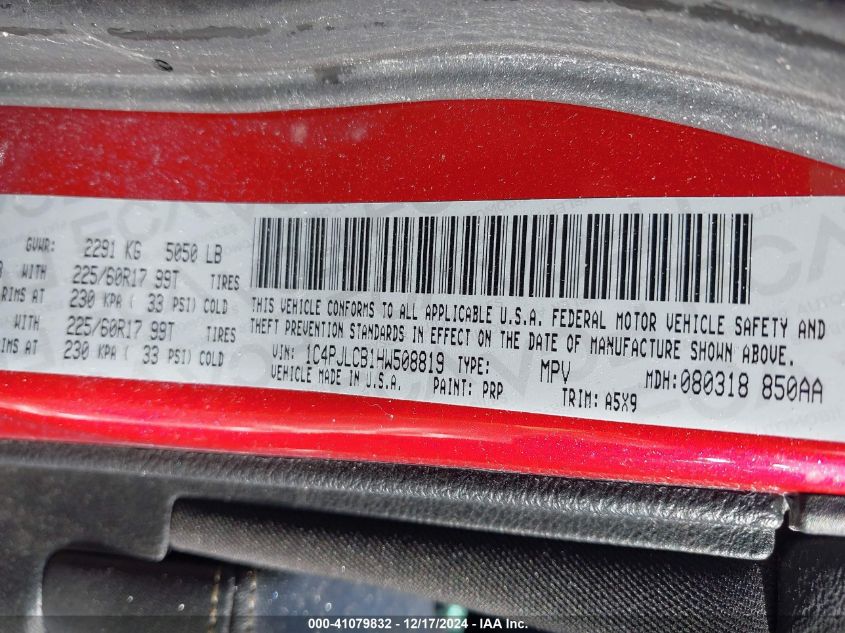 GVWR: 2291 KG 5050 LB
WITH 225/60R17 99T TIRES
RIMS AT 230 KPA ( 33 PSI) COLD
WITH 225/60R17 99T TIRES
RIMS AT 230 KPA ( 33 PSI) COLD
THIS VEHICLE CONFORMS TO ALL APPLICABLE U.S.A. FEDERAL MOTOR VEHICLE SAFETY AND
THEFT PREVENTION STANDARDS IN EFFECT ON THE DATE OF MANUFACTURE SHOWN ABOVE.
VIN: 1C4PJLCB1HW508819 TYPE: MPV MDH:080318 850AA
VEHICLE MADE IN U.S.A. PAINT: PRP TRIM: A5X9
000-41079832 - 12/17/2024 - IAA Inc.